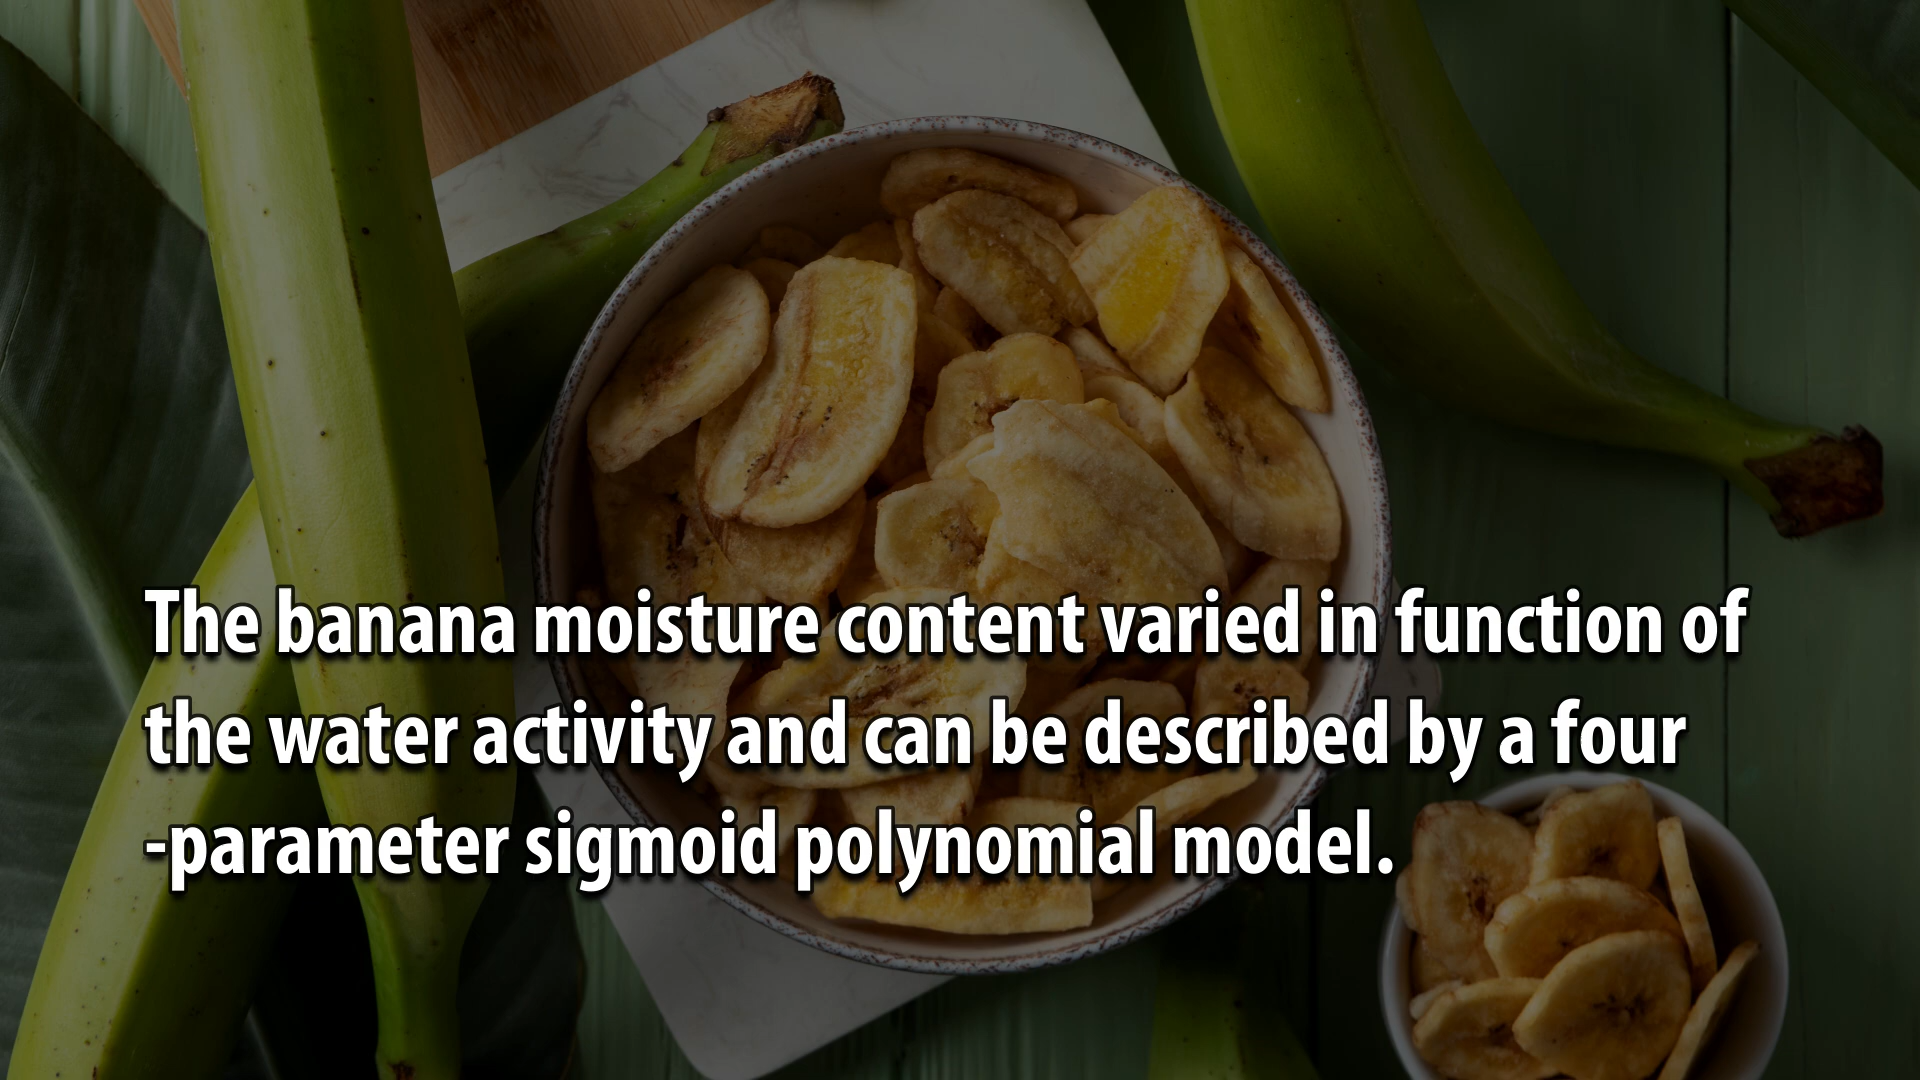 The banana moisture content varied in function of
the water activity and can be described by a four
-parameter sigmoid polynomial model.